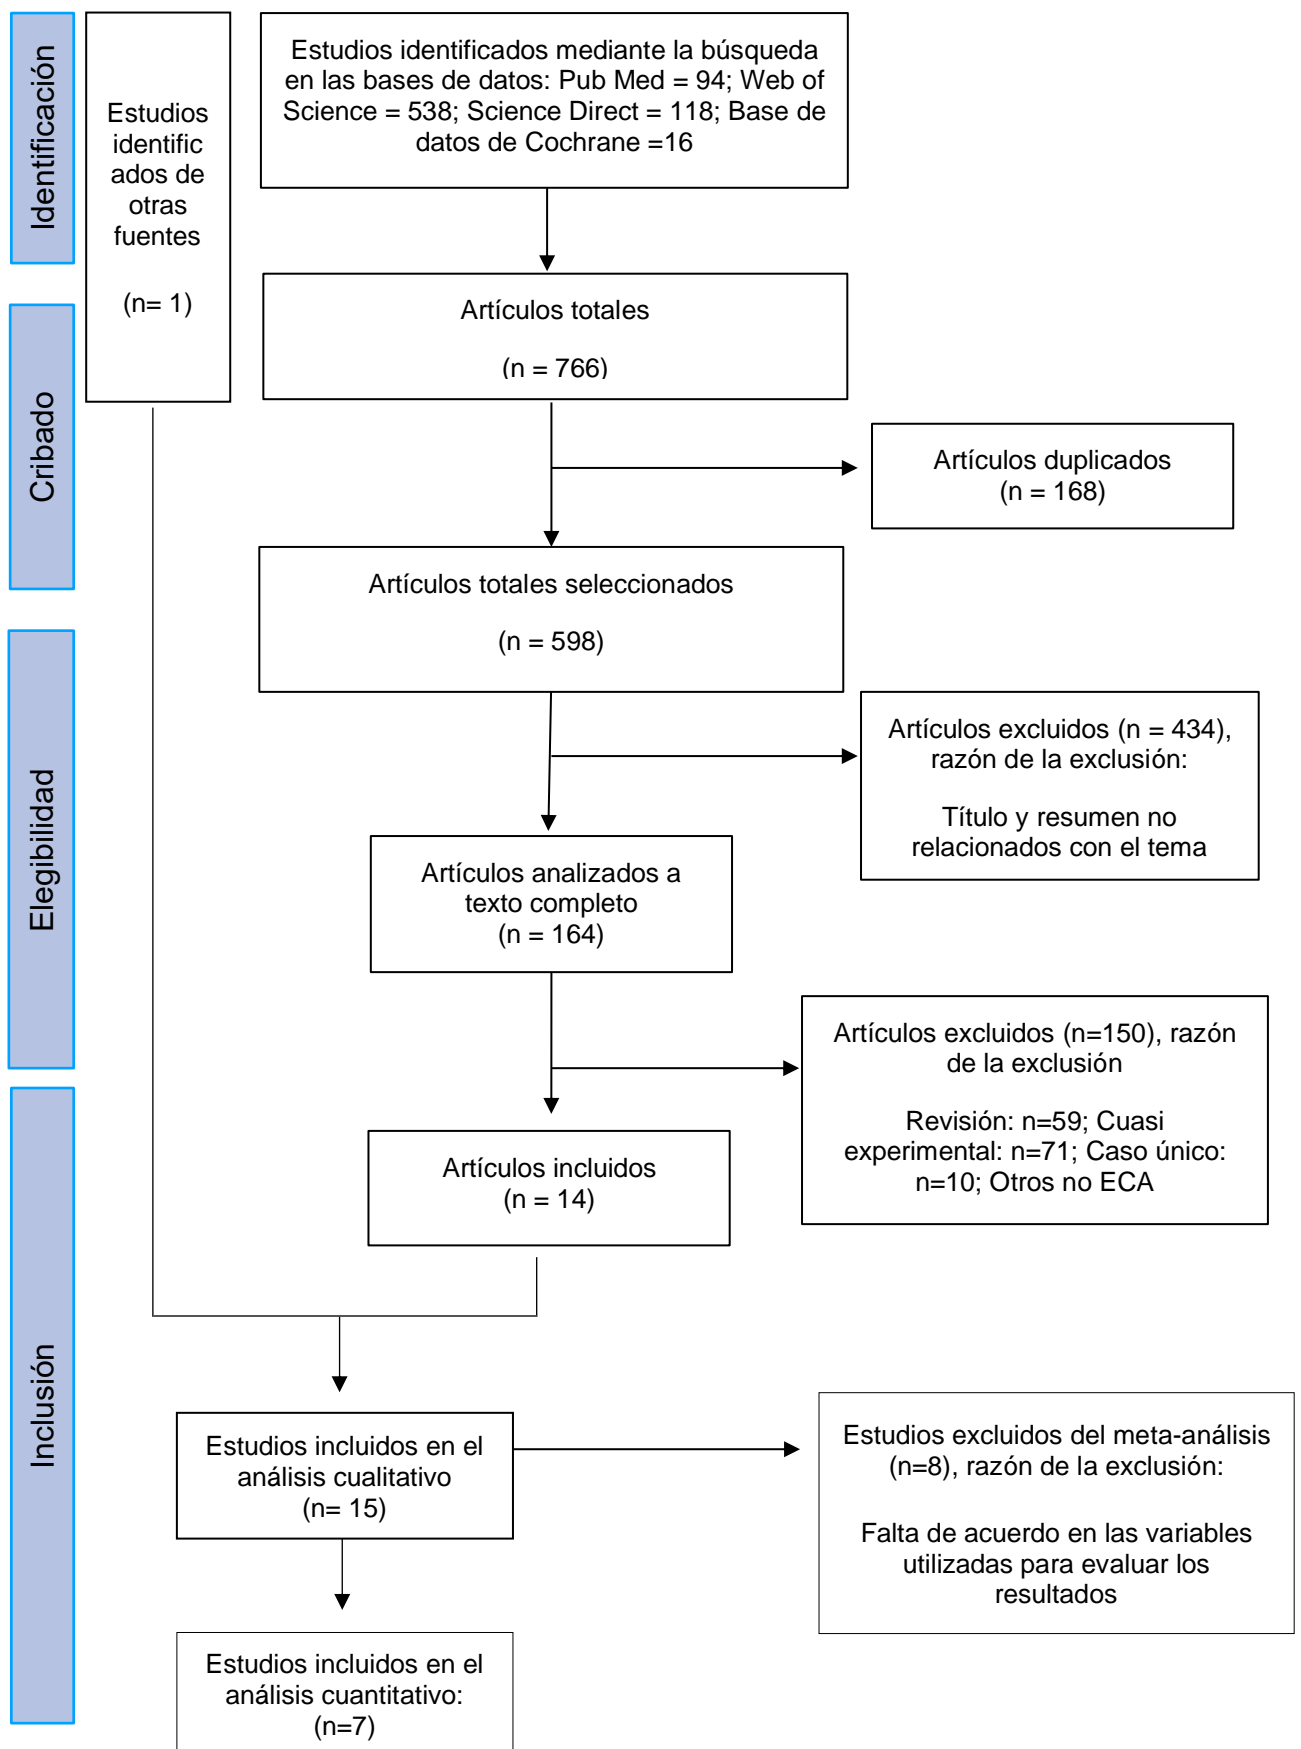 Identificación
Estudios
identific
ados de
otras
fuentes
(n= 1)
Estudios identificados mediante la búsqueda
en las bases de datos: Pub Med = 94; Web of
Science = 538; Science Direct = 118; Base de
datos de Cochrane =16
Cribado
Artículos totales
(n = 766)
Artículos duplicados
(n = 168)
Artículos totales seleccionados
(n = 598)
Elegibilidad
Artículos excluidos (n = 434),
razón de la exclusión:
Título y resumen no
relacionados con el tema
Artículos analizados a
texto completo
(n = 164)
Artículos excluidos (n=150), razón
de la exclusión
Revisión: n=59; Cuasi
experimental: n=71; Caso único:
n=10; Otros no ECA
Inclusión
Artículos incluidos
(n = 14)
Estudios incluidos en el
análisis cualitativo
(n= 15)
Estudios excluidos del meta-análisis
(n=8), razón de la exclusión:
Falta de acuerdo en las variables
utilizadas para evaluar los
resultados
Estudios incluidos en el
análisis cuantitativo:
(n=7)